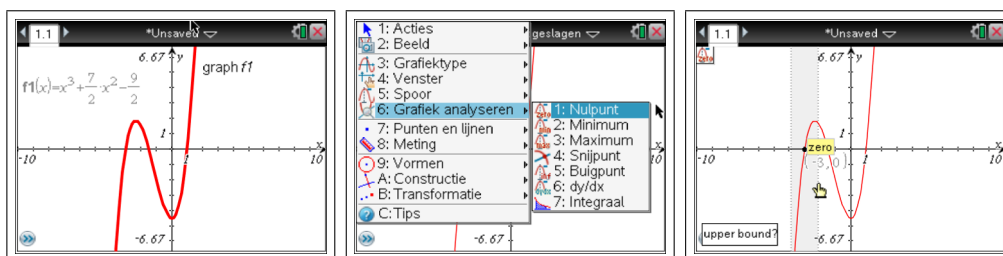 1.1
*Unsaved
6.67 y
f1(x)=x³+7/2·x²-9/2
graph f1
1
-10
1
x
10
-6.67
1: Acties
2: Beeld
3: Grafiektype
4: Venster
5: Spoor
6: Grafiek analyseren
7: Punten en lijnen
8: Meting
9: Vormen
A: Constructie
B: Transformatie
C: Tips
geslagen
1: Nulpunt
2: Minimum
3: Maximum
4: Snijpunt
5: Buigpunt
6: dy/dx
7: Integraal
-6.67
10
1.1
*Unsaved
zero
6.67 y
1
-10
zero
(-3,0)
1
x
10
upper bound?
-6.67